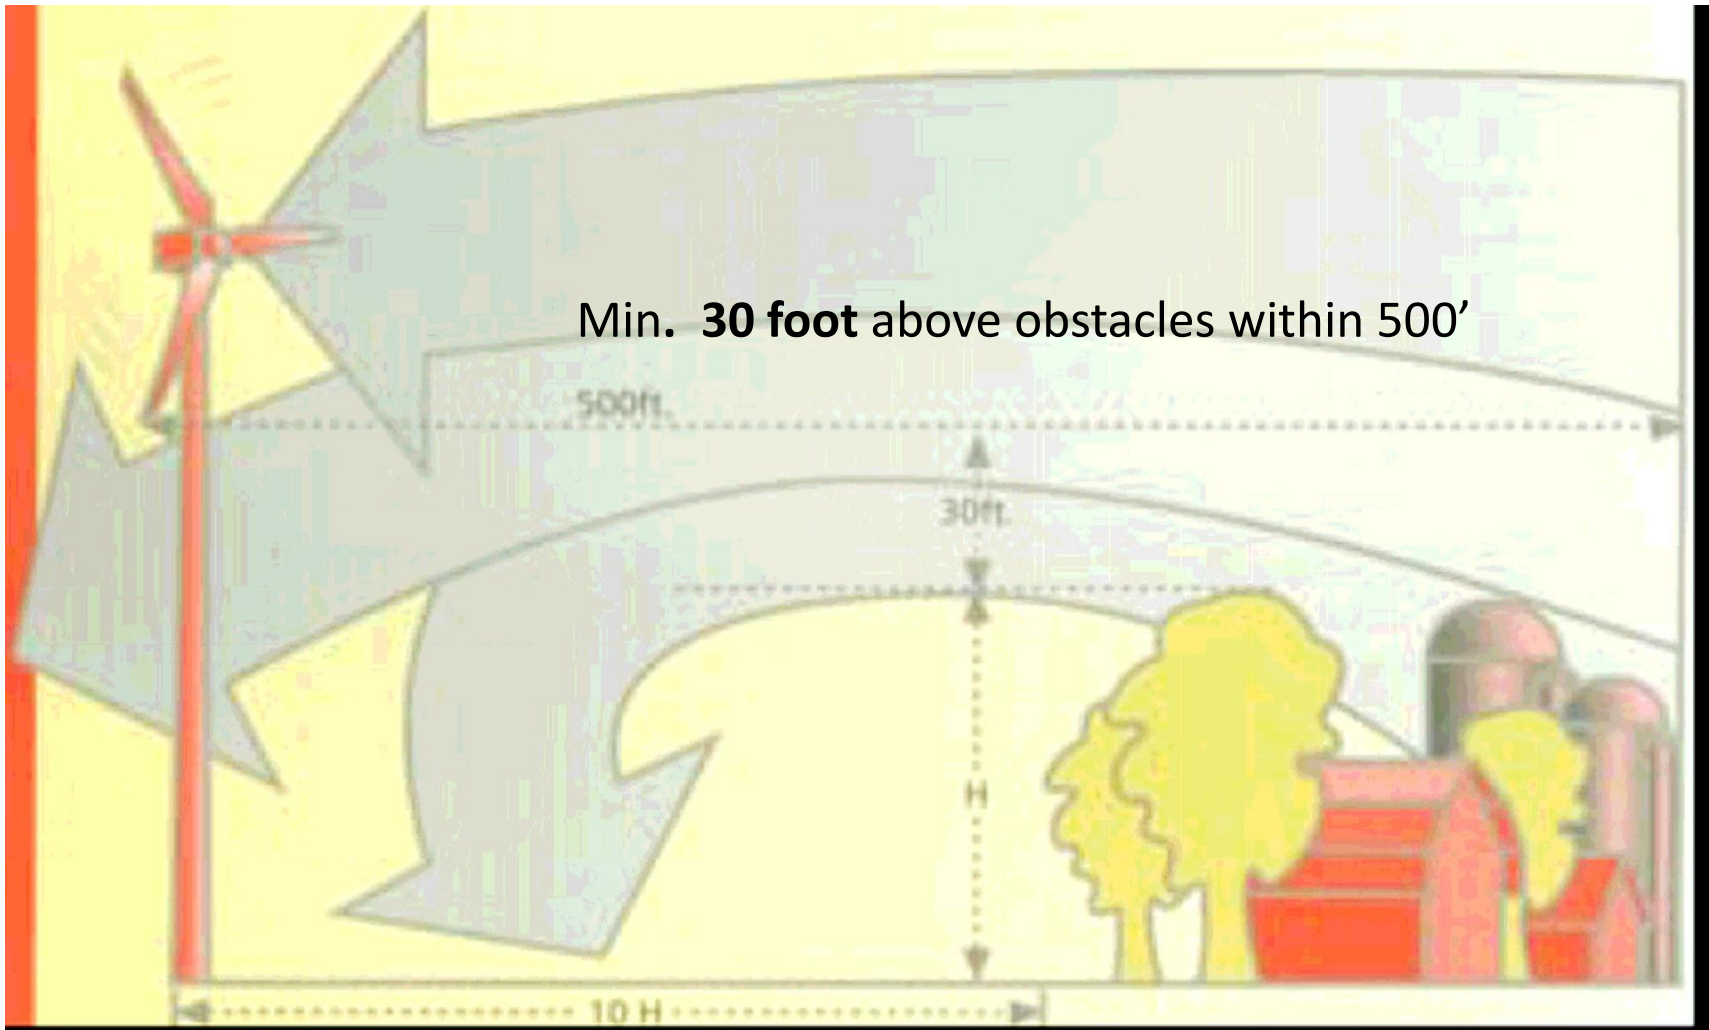 Min.  30 foot above obstacles within 500’
500ft.
30ft.
H
10 H